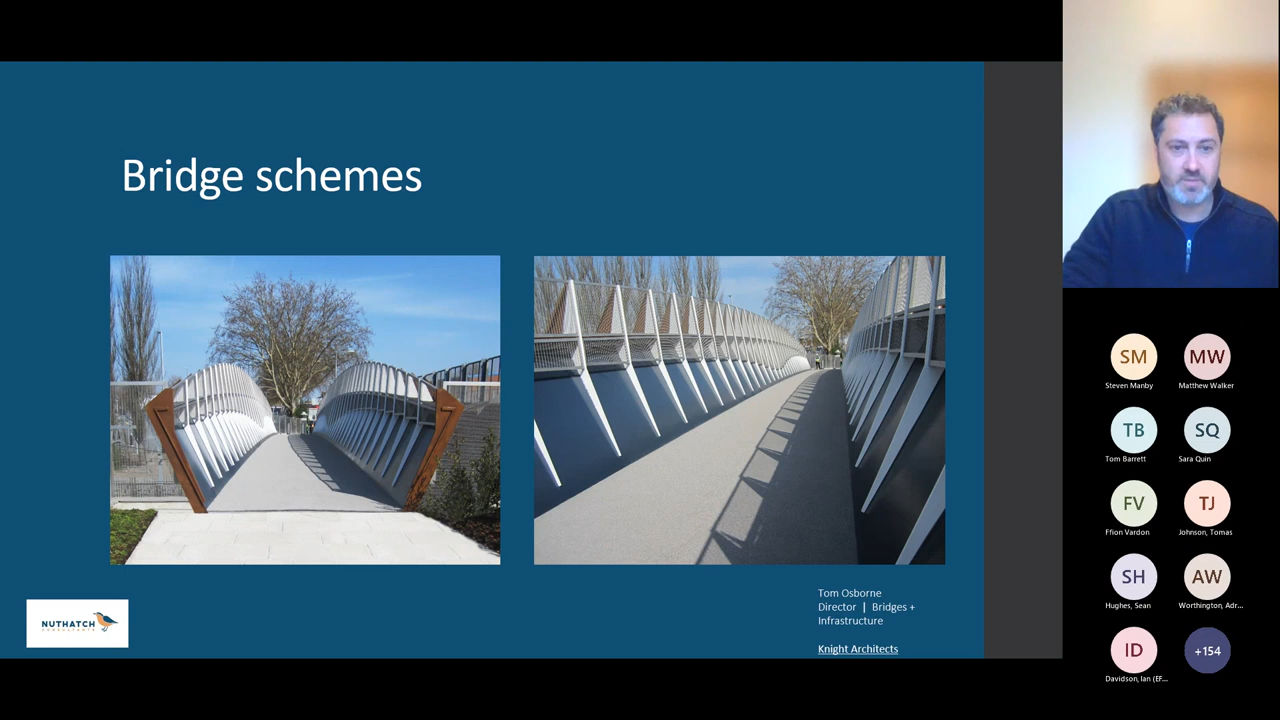 Bridge schemes
NUTHATCH
CONSULTANTS
Tom Osborne
Director | Bridges +
Infrastructure
Knight Architects
SM
Steven Manby
MW
Matthew Walker
TB
Tom Barrett
SQ
Sara Quin
FV
Ffion Vardon
TJ
Johnson, Tomas
SH
Hughes, Sean
AW
Worthington, Adr...
ID
Davidson, Ian (EF...
+154